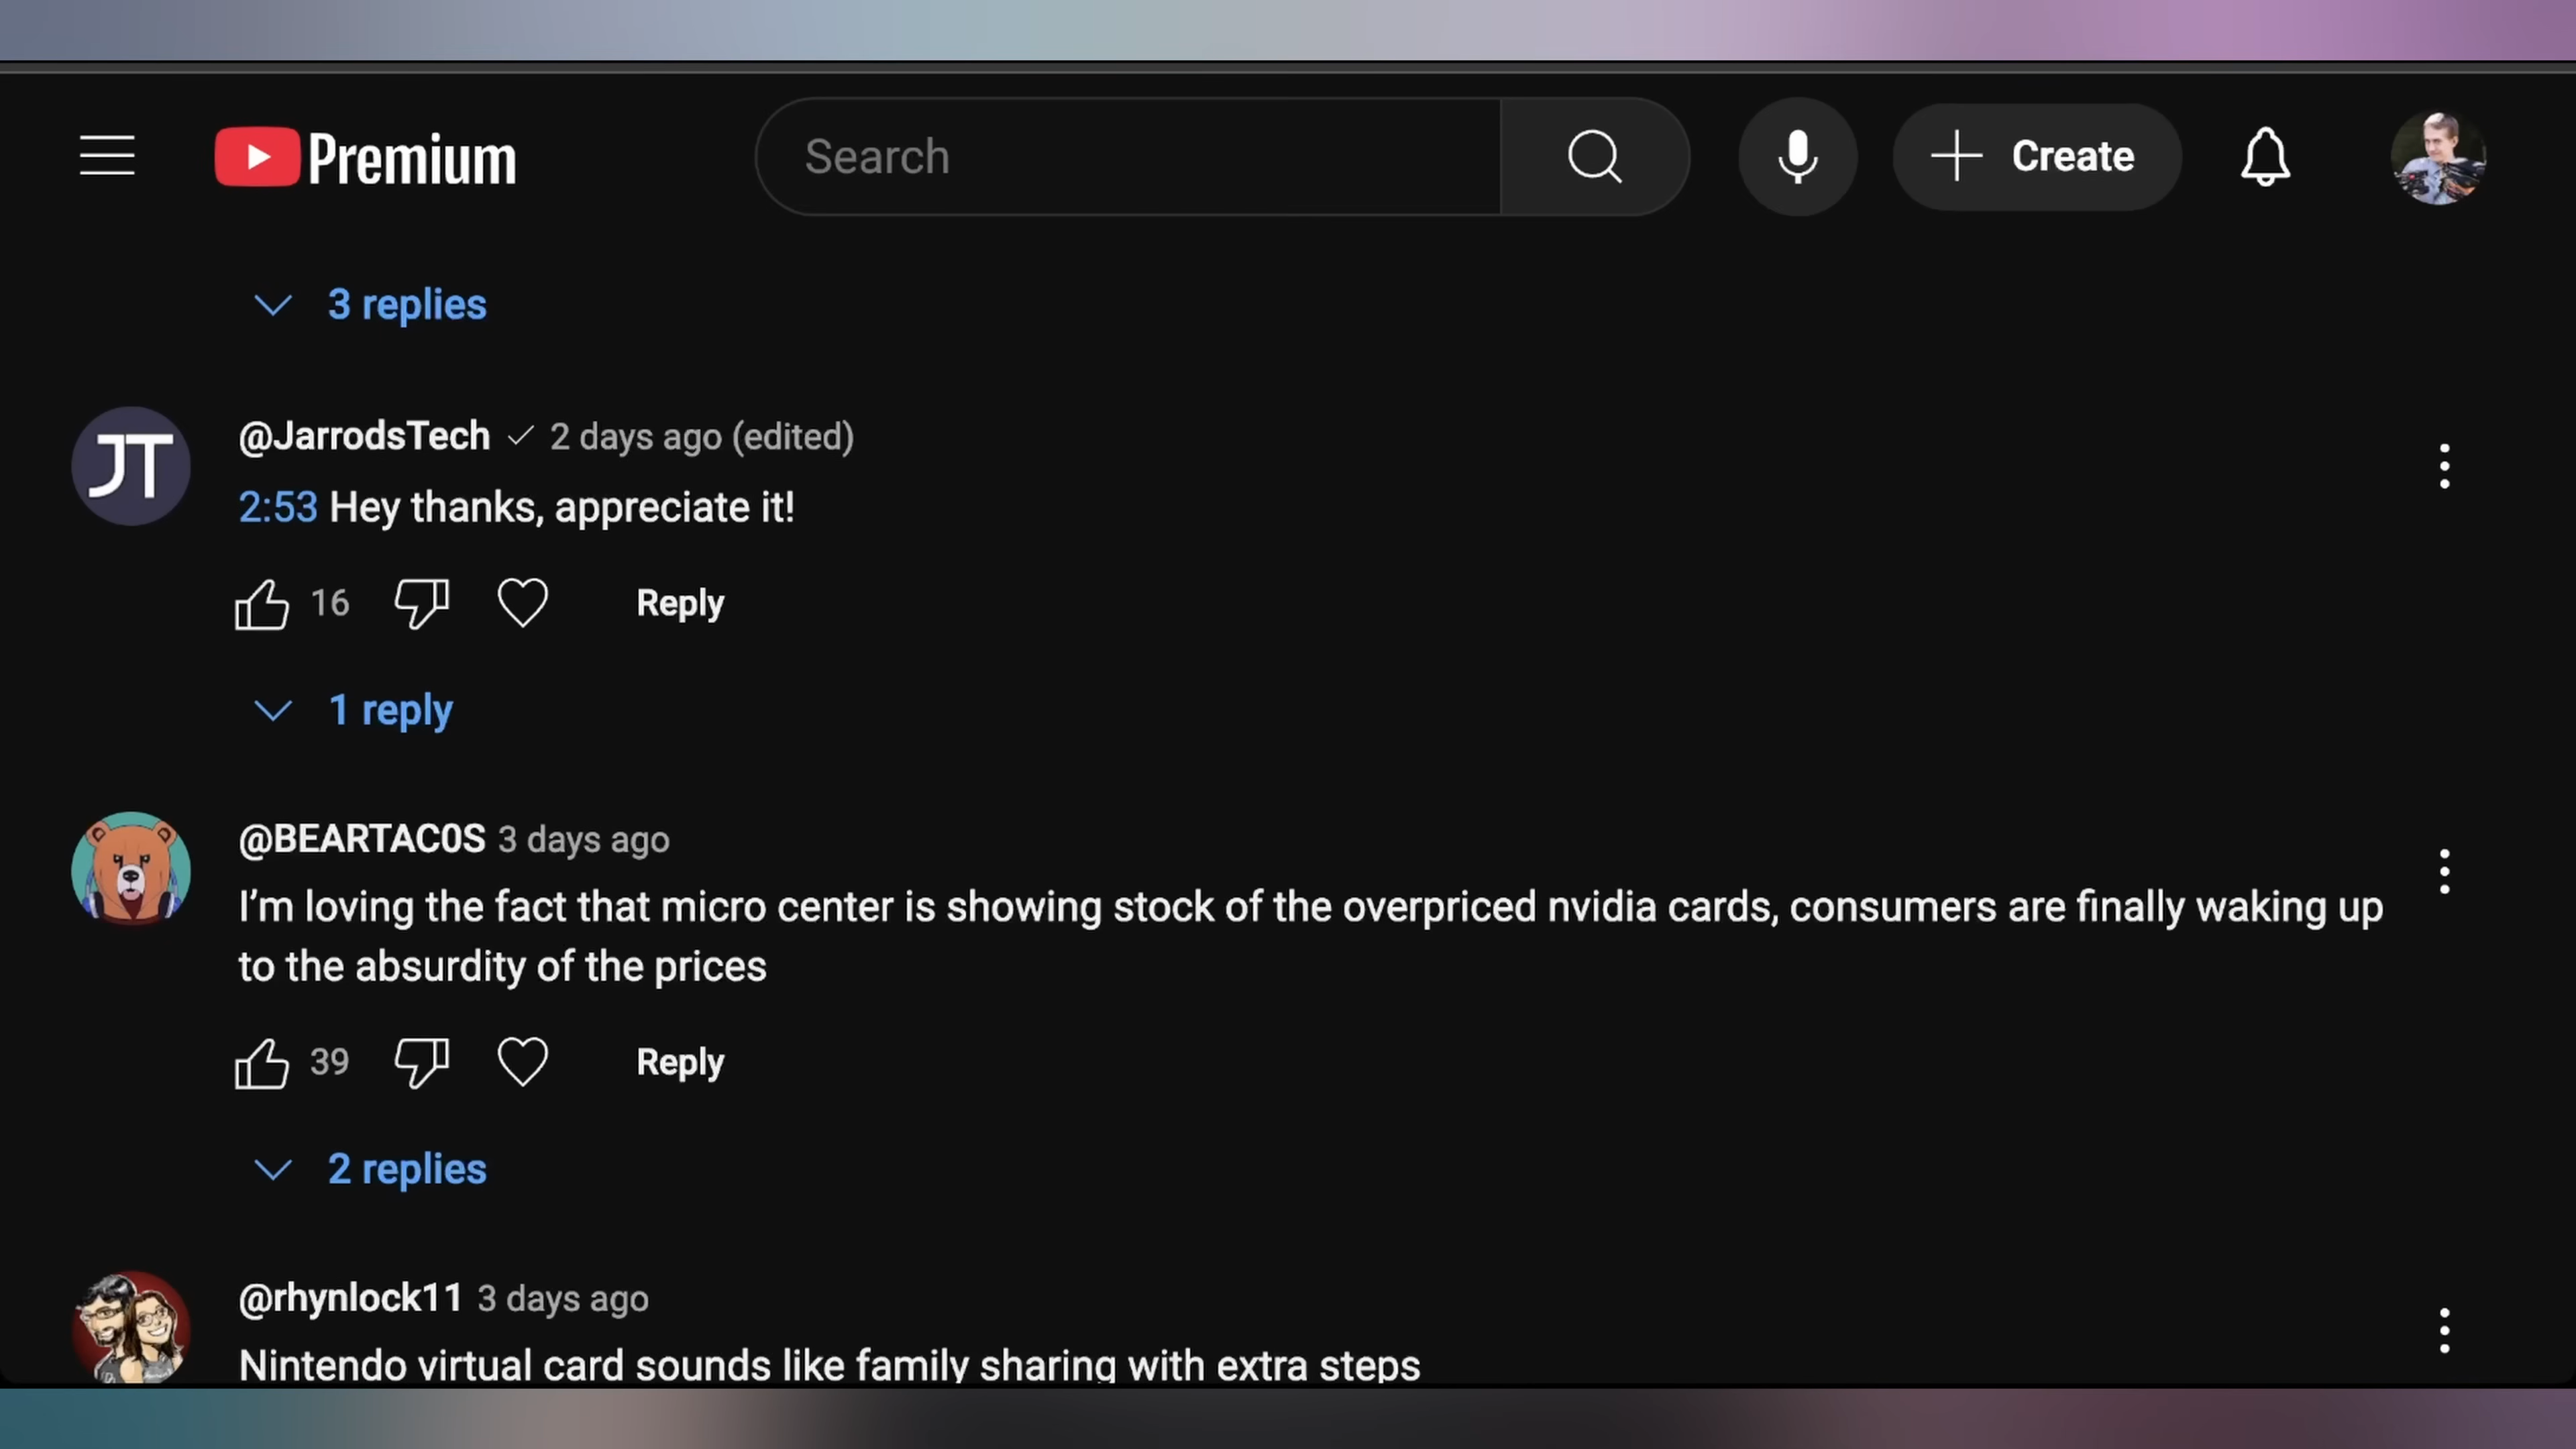 Premium
Search
Create
3 replies
JT
@JarrodsTech 2 days ago (edited)
2:53 Hey thanks, appreciate it!
16 Reply
1 reply
@BEARTAC0S 3 days ago
I'm loving the fact that micro center is showing stock of the overpriced nvidia cards, consumers are finally waking up
to the absurdity of the prices
39 Reply
2 replies
@rhynlock11 3 days ago
Nintendo virtual card sounds like family sharing with extra steps